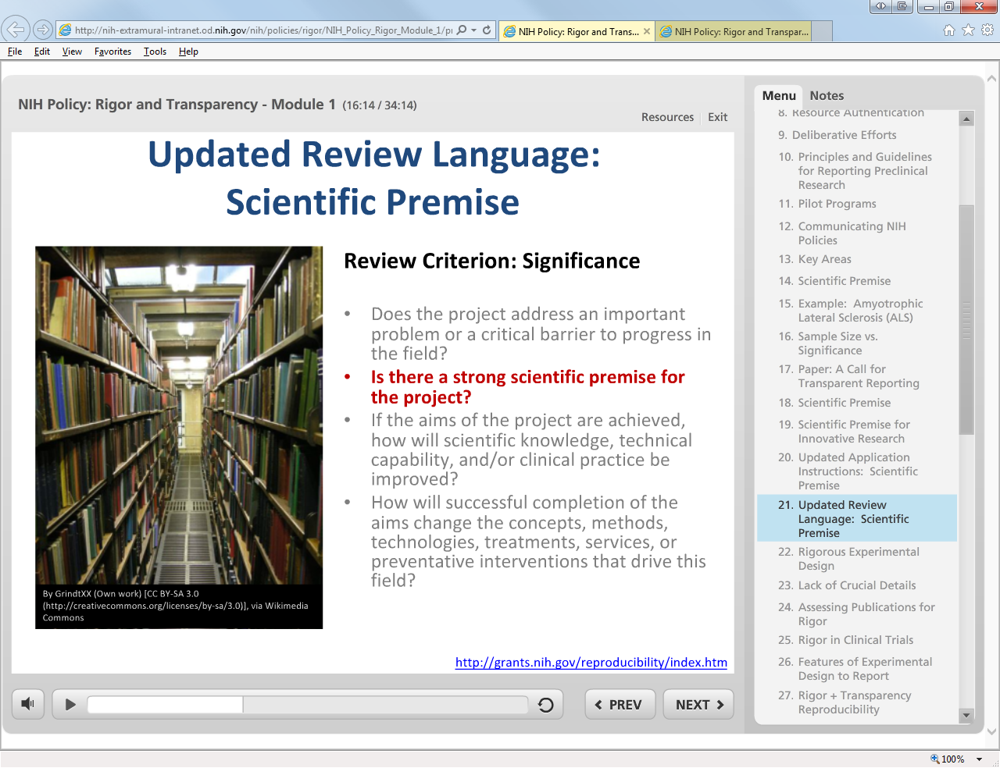 http://nih-extramural-intranet.od.nih.gov/nih/policies/rigor/NIH_Policy_Rigor_Module_1/pr
NIH Policy: Rigor and Trans...
NIH Policy: Rigor and Transpar...
File Edit View Favorites Tools Help
NIH Policy: Rigor and Transparency - Module 1 (16:14 / 34:14)
Resources Exit
Updated Review Language:
Scientific Premise
Review Criterion: Significance
• Does the project address an important
problem or a critical barrier to progress in
the field?
• Is there a strong scientific premise for
the project?
• If the aims of the project are achieved,
how will scientific knowledge, technical
capability, and/or clinical practice be
improved?
• How will successful completion of the
aims change the concepts, methods,
technologies, treatments, services, or
preventative interventions that drive this
field?
By GrindtXX (Own work) [CC BY-SA 3.0
(http://creativecommons.org/licenses/by-sa/3.0)], via Wikimedia
Commons
http://grants.nih.gov/reproducibility/index.htm
PREV
NEXT
Menu Notes
8. Resource Authentication
9. Deliberative Efforts
10. Principles and Guidelines
for Reporting Preclinical
Research
11. Pilot Programs
12. Communicating NIH
Policies
13. Key Areas
14. Scientific Premise
15. Example: Amyotrophic
Lateral Sclerosis (ALS)
16. Sample Size vs.
Significance
17. Paper: A Call for
Transparent Reporting
18. Scientific Premise
19. Scientific Premise for
Innovative Research
20. Updated Application
Instructions: Scientific
Premise
21. Updated Review
Language: Scientific
Premise
22. Rigorous Experimental
Design
23. Lack of Crucial Details
24. Assessing Publications for
Rigor
25. Rigor in Clinical Trials
26. Features of Experimental
Design to Report
27. Rigor + Transparency
Reproducibility
100%